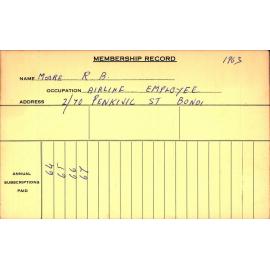 MEMBERSHIP RECORD 1963
NAME MOORE R B.
OCCUPATION AIRLINE EMPLOYEE
ADDRESS 2/70 PENKIVIL ST BONDI
ANNUAL
SUBSCRIPTIONS
PAID
64
65
66
67